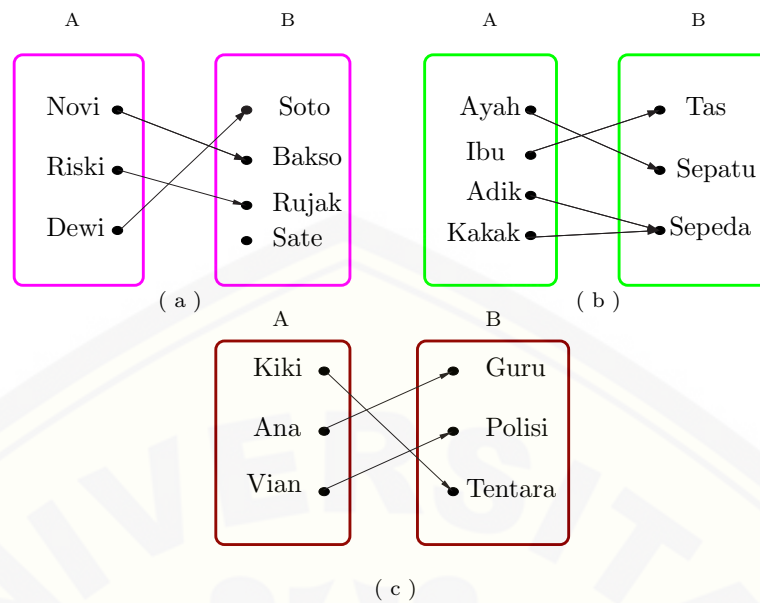 A B
Novi Soto
Bakso
Riski
Rujak
Dewi
Sate
( a )
A B
Ayah Tas
Ibu
Sepatu
Adik
Kakak Sepeda
( b )
A B
Kiki Guru
Ana Polisi
Vian Tentara
( c )